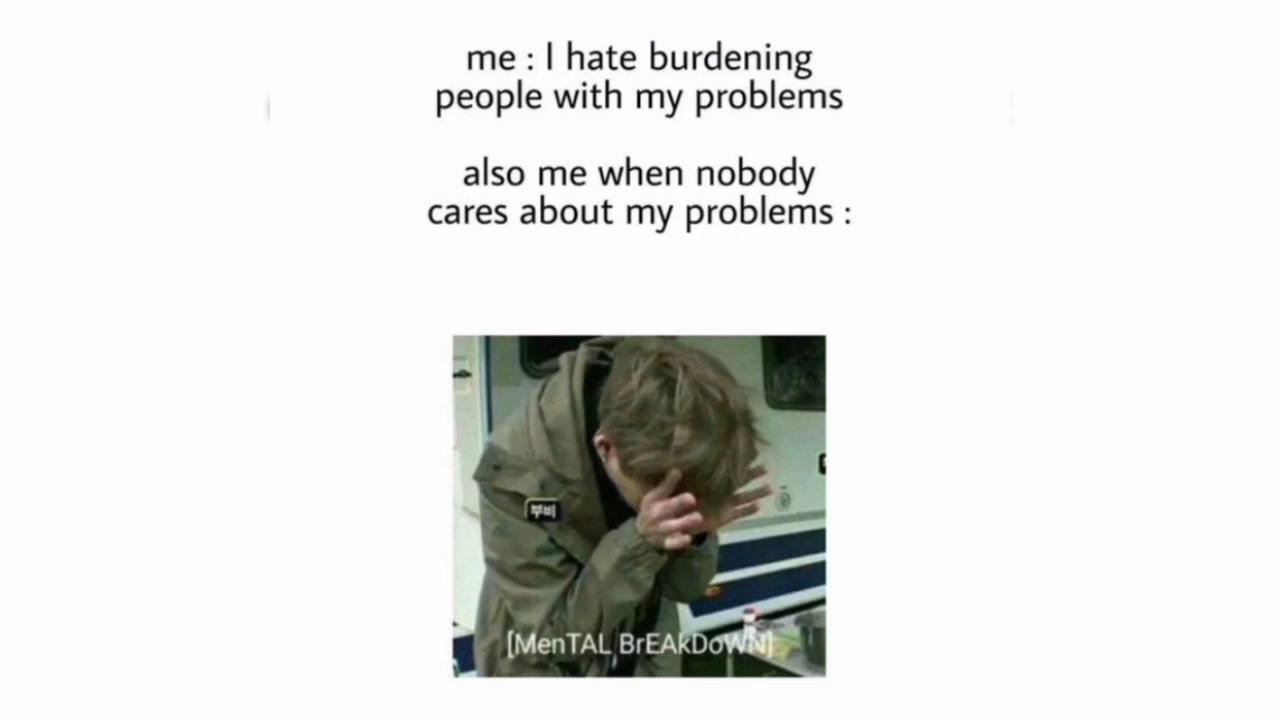 me : I hate burdening
people with my problems
also me when nobody
cares about my problems :
부비
[MenTAL BrEAkDoWN]